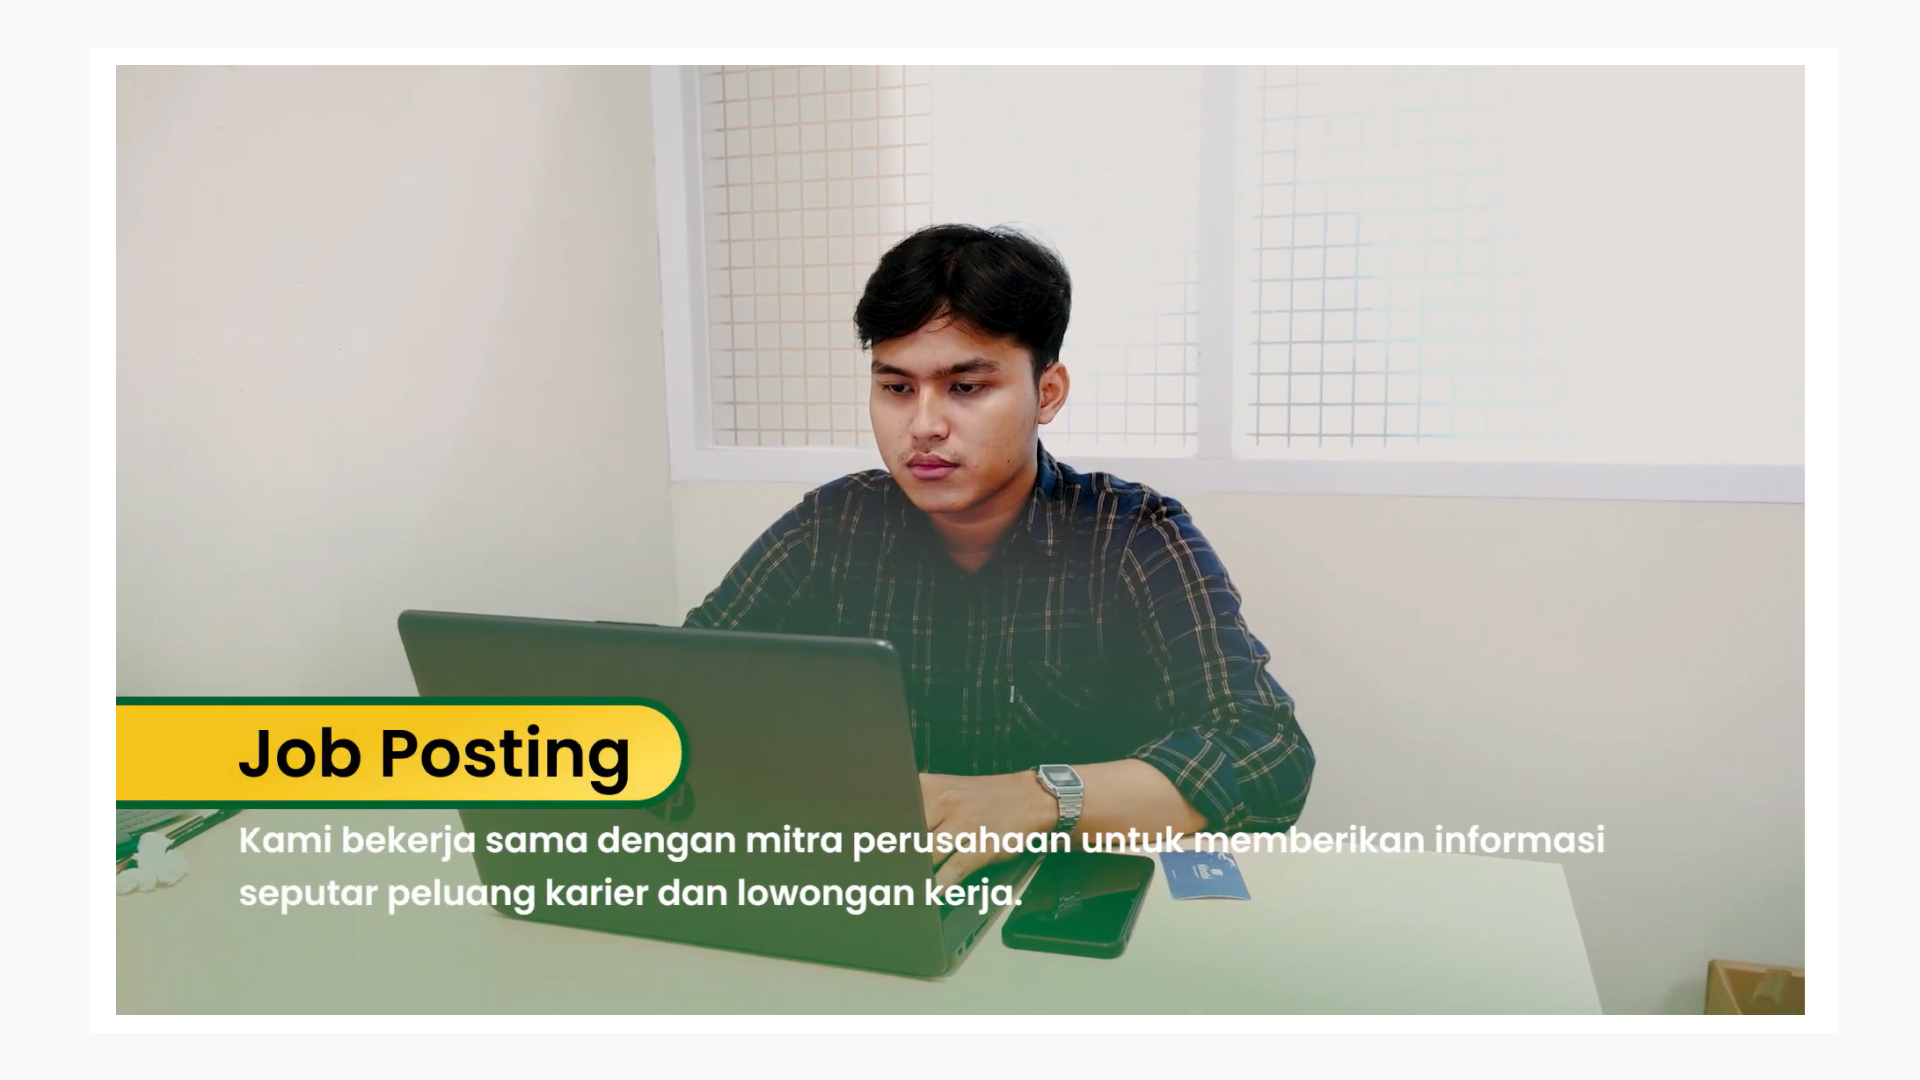 Job Posting
Kami bekerja sama dengan mitra perusahaan untuk memberikan informasi
seputar peluang karier dan lowongan kerja.